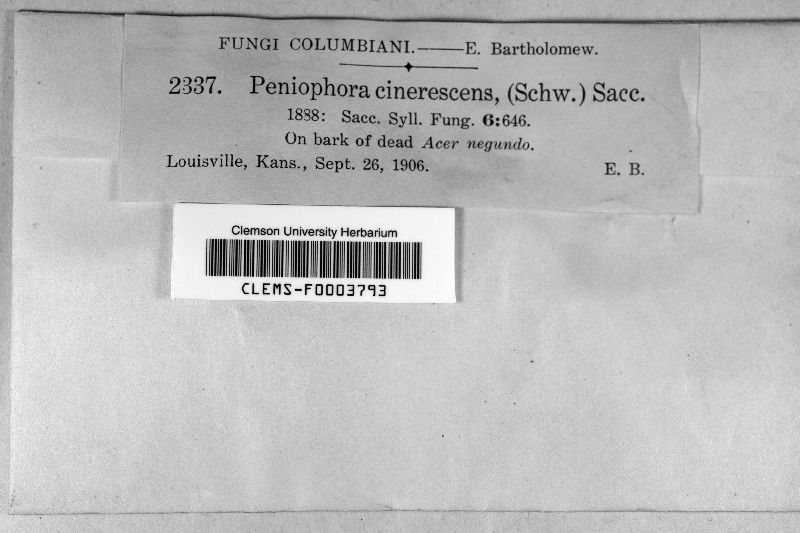 FUNGI COLUMBIANI.——E. Bartholomew.
2337. Peniophora cinerescens, (Schw.) Sacc.
1888: Sacc. Syll. Fung. 6:646.
On bark of dead Acer negundo.
Louisville, Kans., Sept. 26, 1906. E. B.
Clemson University Herbarium
CLEMS-F0003793